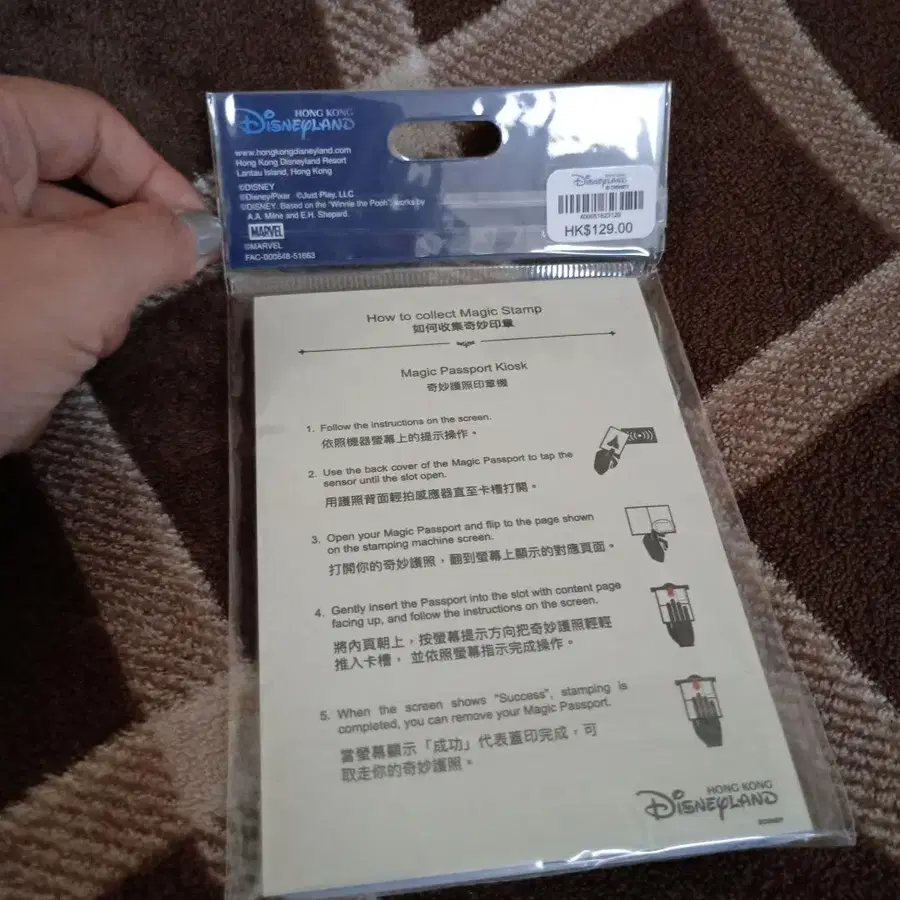 HONG KONG
DISNEYLAND
www.hongkongdisneyland.com
Hong Kong Disneyland Resort
Lantau Island, Hong Kong
©DISNEY
©Disney/Pixar ©Just Play, LLC
©DISNEY. Based on the "Winnie the Pooh" works by
A.A. Milne and E.H. Shepard.
MARVEL
©MARVEL
FAC-000648-51663
DISNEYLAND
© DISNEY
HK$129.00
How to collect Magic Stamp
如何收集奇妙印章
Magic Passport Kiosk
奇妙護照印章機
1. Follow the instructions on the screen.
依照機器螢幕上的提示操作。
2. Use the back cover of the Magic Passport to tap the
sensor until the slot open.
用護照背面輕拍感應器直至卡槽打開。
3. Open your Magic Passport and flip to the page shown
on the stamping machine screen.
打開你的奇妙護照，翻到螢幕上顯示的對應頁面。
4. Gently insert the Passport into the slot with content page
facing up, and follow the instructions on the screen.
將內頁朝上，按螢幕提示方向把奇妙護照輕輕
推入卡槽，並依照螢幕指示完成操作。
5. When the screen shows "Success", stamping is
completed, you can remove your Magic Passport.
當螢幕顯示「成功」代表蓋印完成，可
取走你的奇妙護照。
HONG KONG
DISNEYLAND
©DISNEY